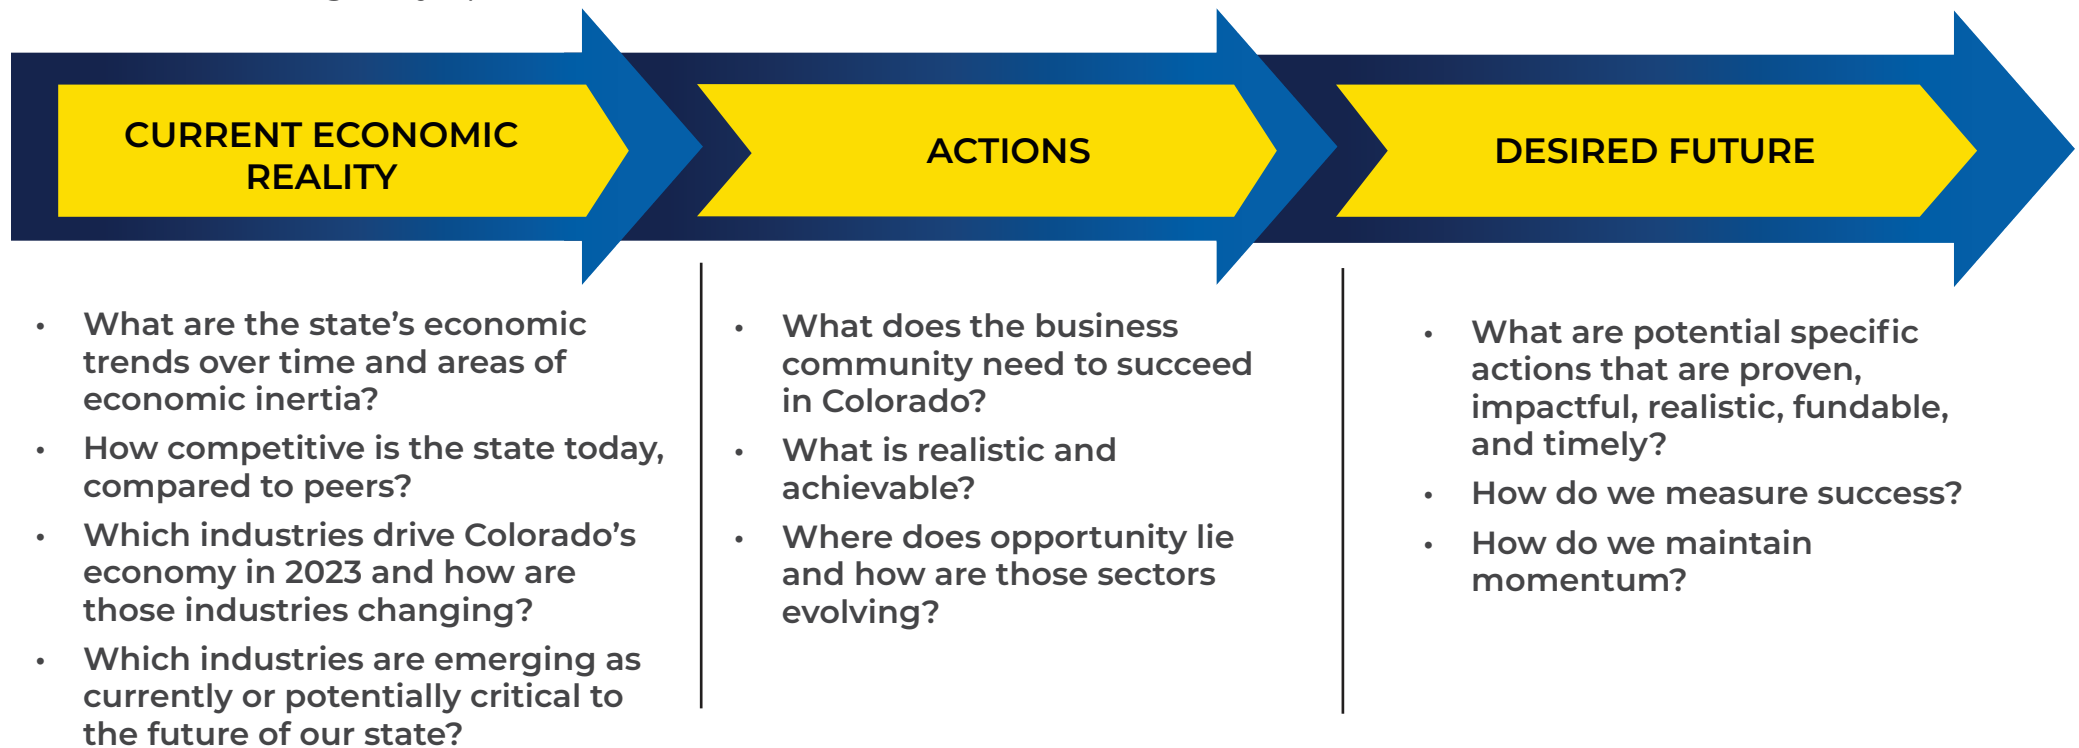 CURRENT ECONOMIC
REALITY
ACTIONS
DESIRED FUTURE
• What are the state’s economic
trends over time and areas of
economic inertia?
• How competitive is the state today,
compared to peers?
• Which industries drive Colorado’s
economy in 2023 and how are
those industries changing?
• Which industries are emerging as
currently or potentially critical to
the future of our state?
• What does the business
community need to succeed
in Colorado?
• What is realistic and
achievable?
• Where does opportunity lie
and how are those sectors
evolving?
• What are potential specific
actions that are proven,
impactful, realistic, fundable,
and timely?
• How do we measure success?
• How do we maintain
momentum?